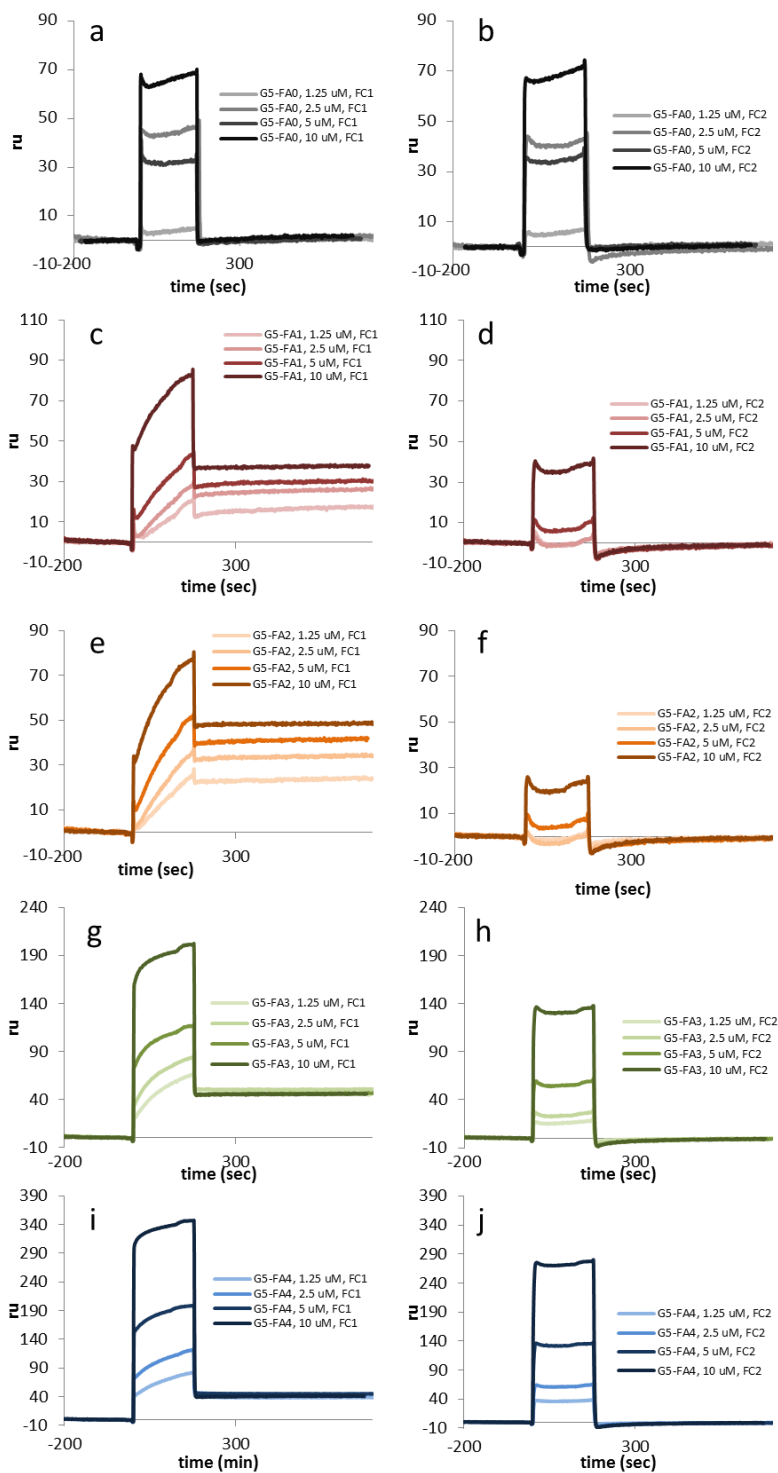 a
90
70
50
30
10
-10
-200
300
ru
time (sec)
G5-FA0, 1.25 uM, FC1
G5-FA0, 2.5 uM, FC1
G5-FA0, 5 uM, FC1
G5-FA0, 10 uM, FC1
b
90
70
50
30
10
-10
-200
300
ru
time (sec)
G5-FA0, 1.25 uM, FC2
G5-FA0, 2.5 uM, FC2
G5-FA0, 5 uM, FC2
G5-FA0, 10 uM, FC2
c
110
90
70
50
30
10
-10
-200
300
ru
time (sec)
G5-FA1, 1.25 uM, FC1
G5-FA1, 2.5 uM, FC1
G5-FA1, 5 uM, FC1
G5-FA1, 10 uM, FC1
d
110
90
70
50
30
10
-10
-200
300
ru
time (sec)
G5-FA1, 1.25 uM, FC2
G5-FA1, 2.5 uM, FC2
G5-FA1, 5 uM, FC2
G5-FA1, 10 uM, FC2
e
90
70
50
30
10
-10
-200
300
ru
time (sec)
G5-FA2, 1.25 uM, FC1
G5-FA2, 2.5 uM, FC1
G5-FA2, 5 uM, FC1
G5-FA2, 10 uM, FC1
f
90
70
50
30
10
-10
-200
300
ru
time (sec)
G5-FA2, 1.25 uM, FC2
G5-FA2, 2.5 uM, FC2
G5-FA2, 5 uM, FC2
G5-FA2, 10 uM, FC2
g
240
190
140
90
40
-10
-200
300
ru
time (sec)
G5-FA3, 1.25 uM, FC1
G5-FA3, 2.5 uM, FC1
G5-FA3, 5 uM, FC1
G5-FA3, 10 uM, FC1
h
240
190
140
90
40
-10
-200
300
ru
time (sec)
G5-FA3, 1.25 uM, FC2
G5-FA3, 2.5 uM, FC2
G5-FA3, 5 uM, FC2
G5-FA3, 10 uM, FC2
i
390
340
290
240
190
140
90
40
-10
-200
300
ru
time (min)
G5-FA4, 1.25 uM, FC1
G5-FA4, 2.5 uM, FC1
G5-FA4, 5 uM, FC1
G5-FA4, 10 uM, FC1
j
390
340
290
240
190
140
90
40
-10
-200
300
ru
time (sec)
G5-FA4, 1.25 uM, FC2
G5-FA4, 2.5 uM, FC2
G5-FA4, 5 uM, FC2
G5-FA4, 10 uM, FC2